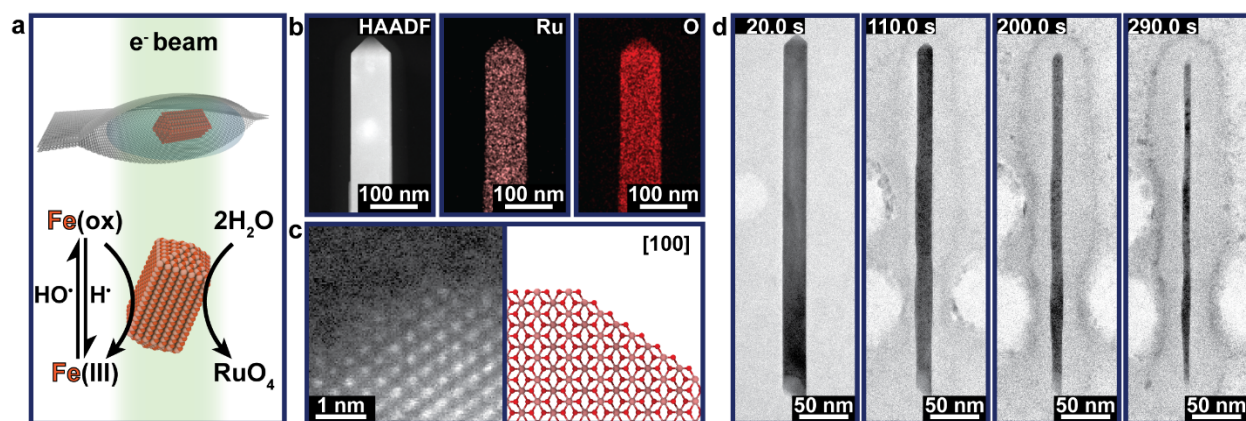 a
e⁻ beam
Fe(ox)
2H₂O
HO•
H•
Fe(III)
RuO₄
b
HAADF
Ru
O
100 nm
100 nm
100 nm
c
[100]
1 nm
d
20.0 s
110.0 s
200.0 s
290.0 s
50 nm
50 nm
50 nm
50 nm